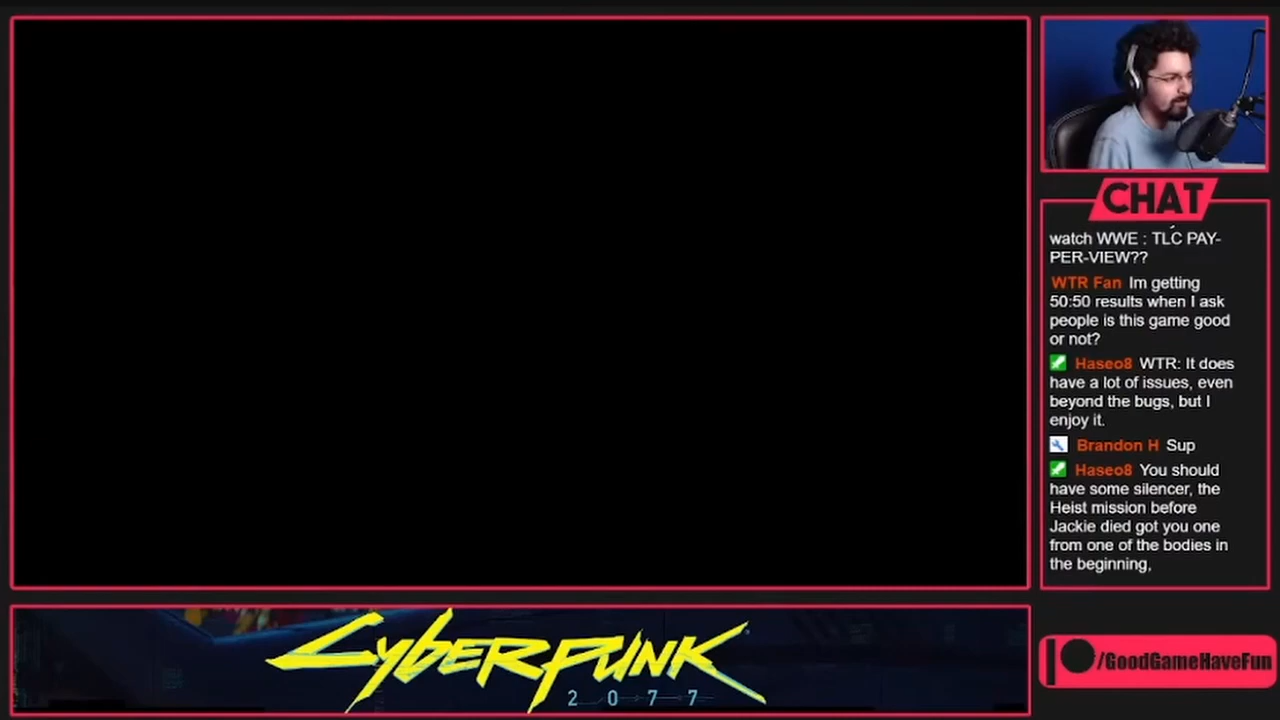 CHAT
watch WWE : TLC PAY-
PER-VIEW??
WTR Fan Im getting
50:50 results when I ask
people is this game good
or not?
Haseo8 WTR: It does
have a lot of issues, even
beyond the bugs, but I
enjoy it.
Brandon H Sup
Haseo8 You should
have some silencer, the
Heist mission before
Jackie died got you one
from one of the bodies in
the beginning,
CYBERPUNK
2077
/GoodGameHaveFun